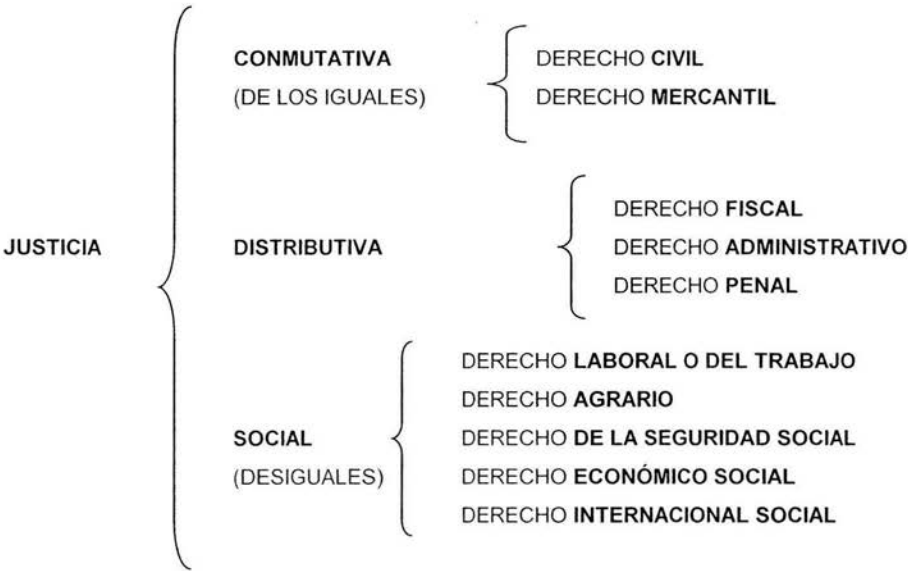 CONMUTATIVA
(DE LOS IGUALES)
DERECHO CIVIL
DERECHO MERCANTIL
JUSTICIA
DISTRIBUTIVA
DERECHO FISCAL
DERECHO ADMINISTRATIVO
DERECHO PENAL
SOCIAL
(DESIGUALES)
DERECHO LABORAL O DEL TRABAJO
DERECHO AGRARIO
DERECHO DE LA SEGURIDAD SOCIAL
DERECHO ECONÓMICO SOCIAL
DERECHO INTERNACIONAL SOCIAL